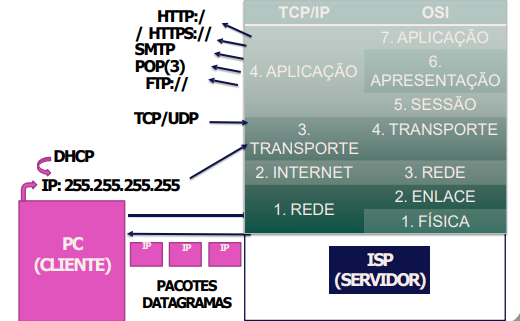 HTTP:/
/ HTTPS://
SMTP
POP(3)
FTP://
TCP/UDP
DHCP
IP: 255.255.255.255
TCP/IP
OSI
4. APLICAÇÃO
3.
TRANSPORTE
2. INTERNET
1. REDE
7. APLICAÇÃO
6.
APRESENTAÇÃO
5. SESSÃO
4. TRANSPORTE
3. REDE
2. ENLACE
1. FÍSICA
PC
(CLIENTE)
IP
IP
IP
PACOTES
DATAGRAMAS
ISP
(SERVIDOR)